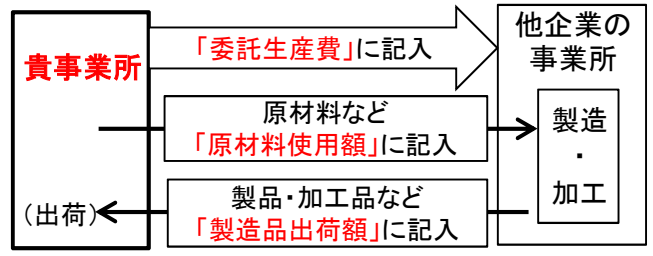 貴事業所
「委託生産費」に記入
他企業の
事業所
原材料など
「原材料使用額」に記入
製造
・
加工
製品・加工品など
「製造品出荷額」に記入
(出荷)